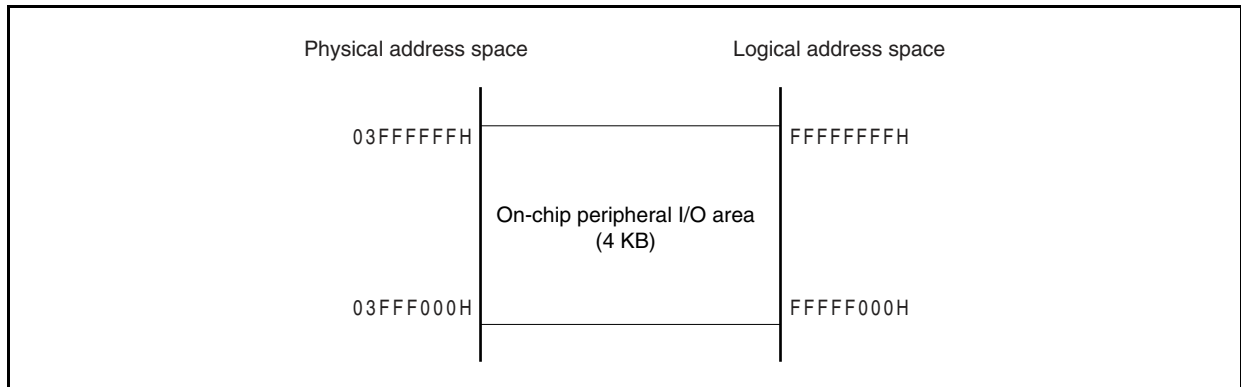 Physical address space
Logical address space
03FFFFFFH
FFFFFFFFH
On-chip peripheral I/O area
(4 KB)
03FFF000H
FFFFF000H